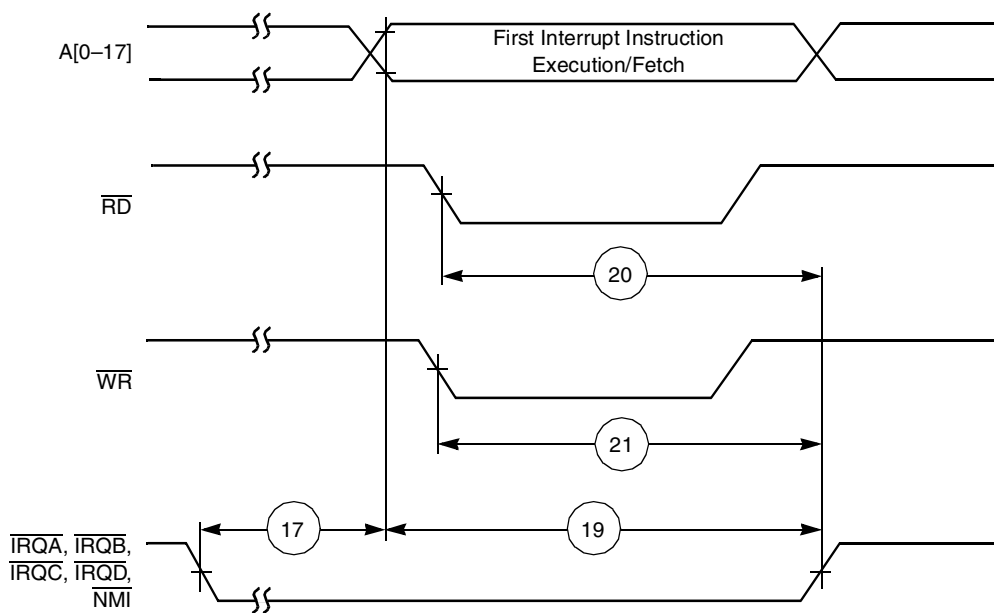 A[0–17]
First Interrupt Instruction
Execution/Fetch
RD
20
WR
21
17
19
IRQA, IRQB,
IRQC, IRQD,
NMI